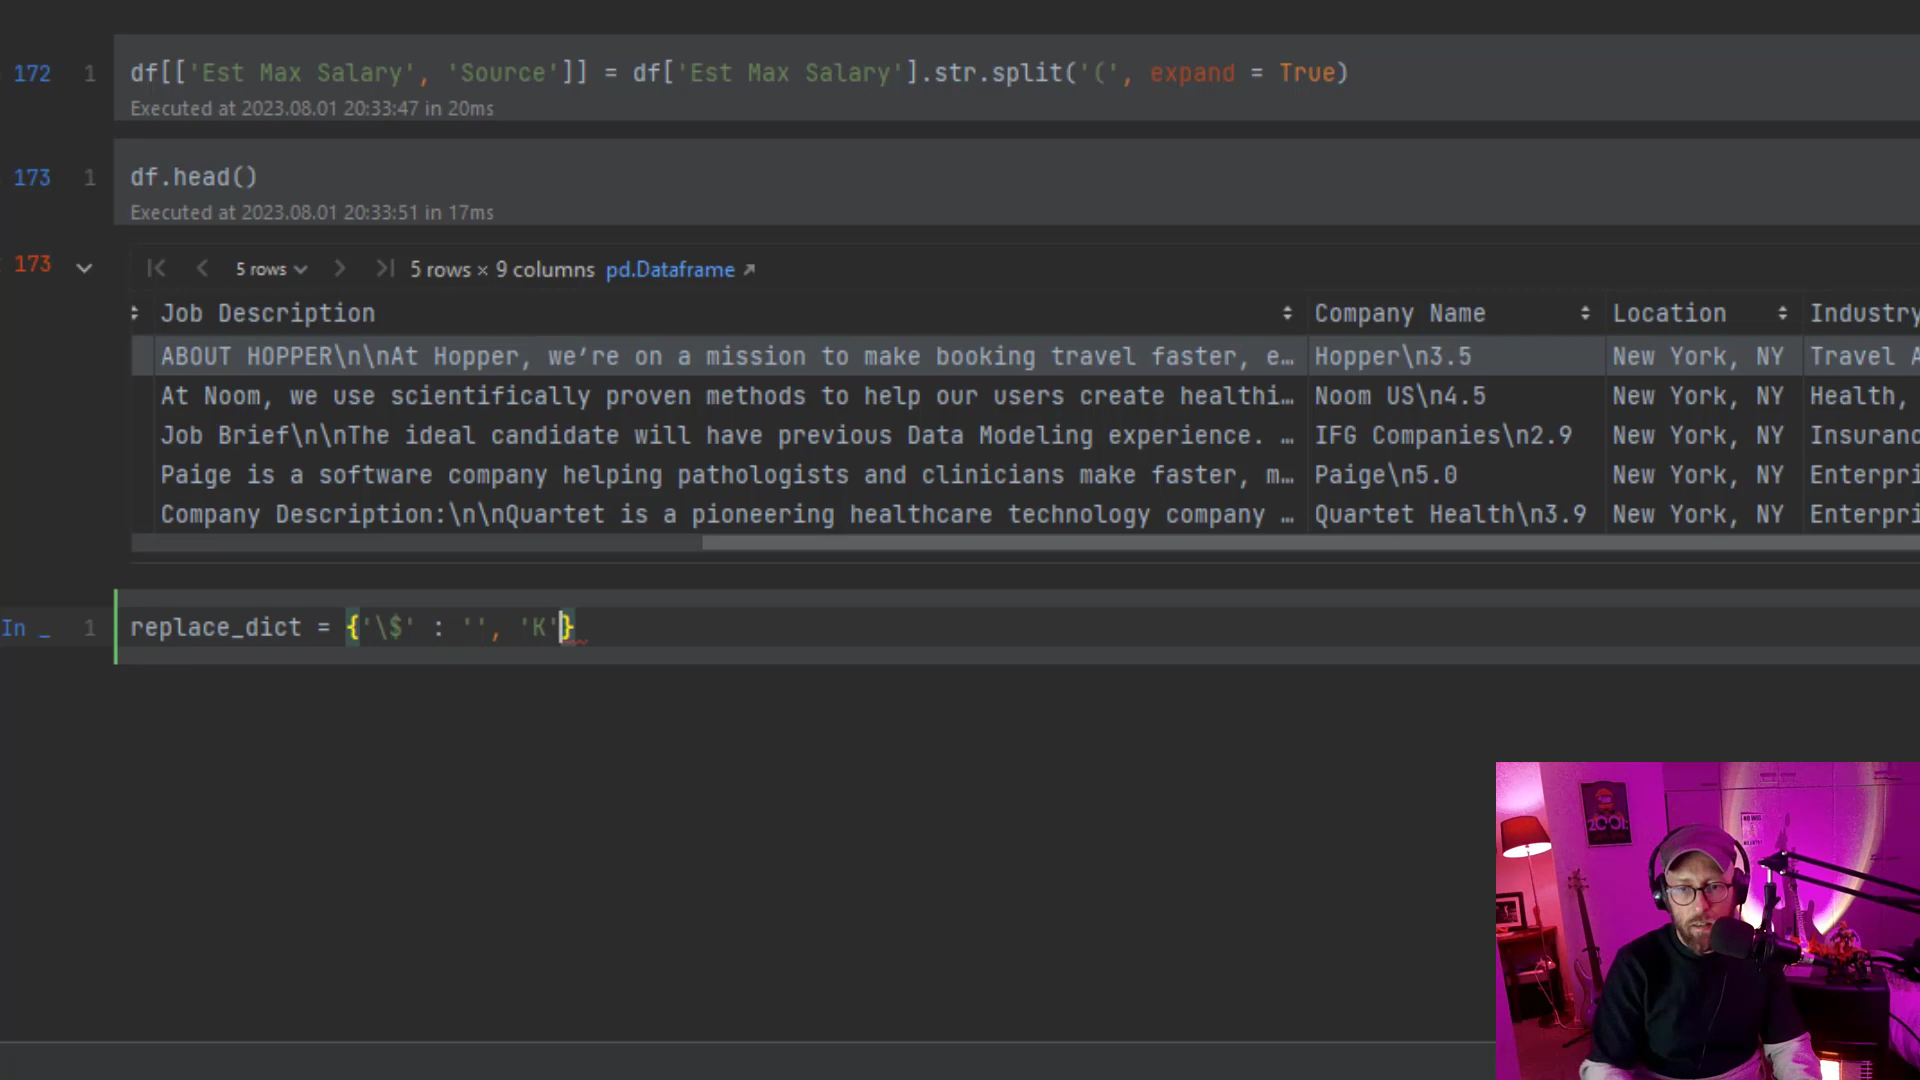 172 1 df[['Est Max Salary', 'Source']] = df['Est Max Salary'].str.split('(', expand = True)
Executed at 2023.08.01 20:33:47 in 20ms
173 1 df.head()
Executed at 2023.08.01 20:33:51 in 17ms
173 5 rows 5 rows × 9 columns pd.Dataframe
Job Description Company Name Location Industry
ABOUT HOPPER\n\nAt Hopper, we’re on a mission to make booking travel faster, e… Hopper\n3.5 New York, NY Travel A
At Noom, we use scientifically proven methods to help our users create healthi… Noom US\n4.5 New York, NY Health,
Job Brief\n\nThe ideal candidate will have previous Data Modeling experience. … IFG Companies\n2.9 New York, NY Insuranc
Paige is a software company helping pathologists and clinicians make faster, m… Paige\n5.0 New York, NY Enterpri
Company Description:\n\nQuartet is a pioneering healthcare technology company … Quartet Health\n3.9 New York, NY Enterpri
In _ 1 replace_dict = {'\$' : '', 'K'}
2001: